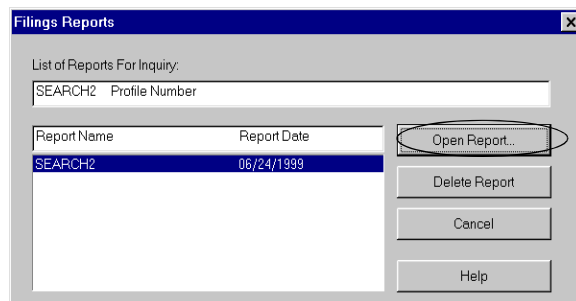 Filings Reports
List of Reports For Inquiry:
SEARCH2 Profile Number
Report Name Report Date
SEARCH2 06/24/1999
Open Report...
Delete Report
Cancel
Help